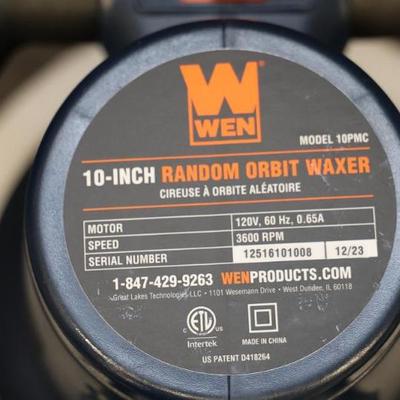 WEN
MODEL 10PMC
10-INCH RANDOM ORBIT WAXER
CIREUSE À ORBITE ALÉATOIRE
MOTOR 120V, 60 Hz, 0.65A
SPEED 3600 RPM
SERIAL NUMBER 12516101008 12/23
1-847-429-9263 WENPRODUCTS.COM
Great Lakes Technologies LLC • 1101 Wesemann Drive • West Dundee, IL 60118
C ETL US
Intertek
MADE IN CHINA
US PATENT D418264